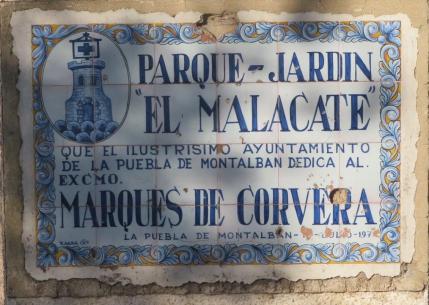 PARQUE-JARDIN
"EL MALACATE"
QUE EL ILUSTRISIMO AYUNTAMIENTO
DE LA PUEBLA DE MONTALBAN DEDICA AL.
EXCMO.
MARQUES DE CORVERA
LA PUEBLA DE MONTALBAN-